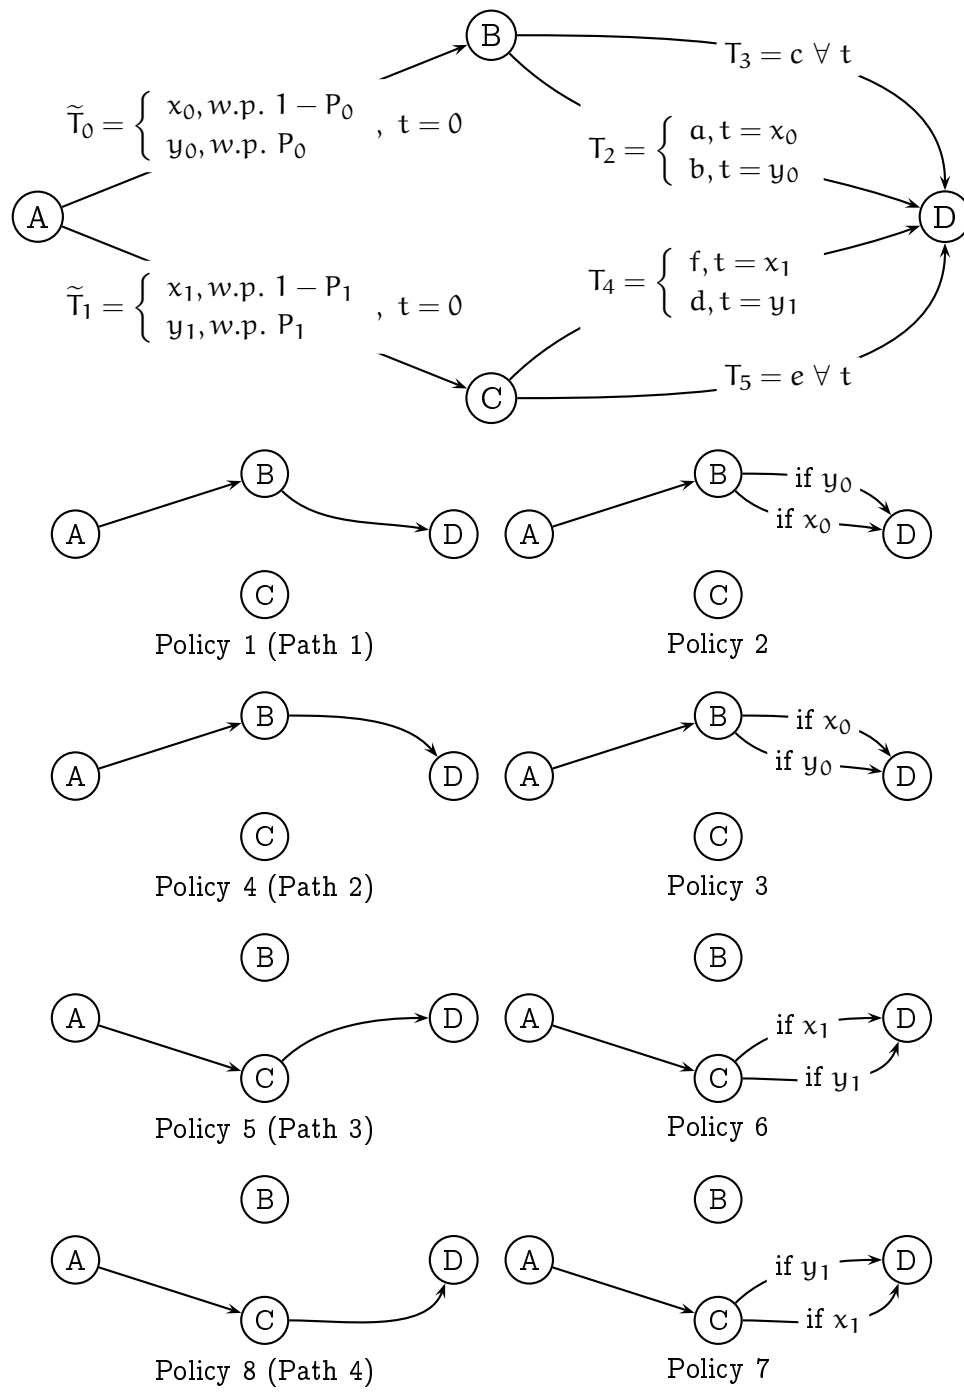 B
T₃ = c ∀ t
T̃₀ = { x₀, w.p. 1 − P₀
y₀, w.p. P₀ , t = 0
T₂ = { a, t = x₀
b, t = y₀
A
D
T̃₁ = { x₁, w.p. 1 − P₁
y₁, w.p. P₁ , t = 0
T₄ = { f, t = x₁
d, t = y₁
T₅ = e ∀ t
C
B
A
D
C
Policy 1 (Path 1)
B
if y₀
if x₀
A
D
C
Policy 2
B
A
D
C
Policy 4 (Path 2)
B
if x₀
if y₀
A
D
C
Policy 3
B
A
D
C
Policy 5 (Path 3)
B
A
if x₁
D
C
if y₁
Policy 6
B
A
D
C
Policy 8 (Path 4)
B
A
if y₁
D
C
if x₁
Policy 7